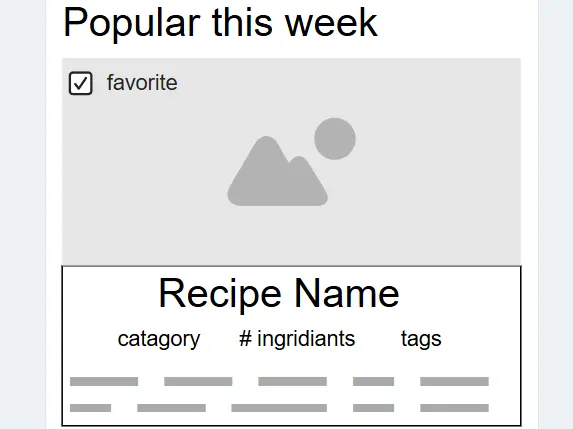 Popular this week
favorite
Recipe Name
catagory # ingridiants tags